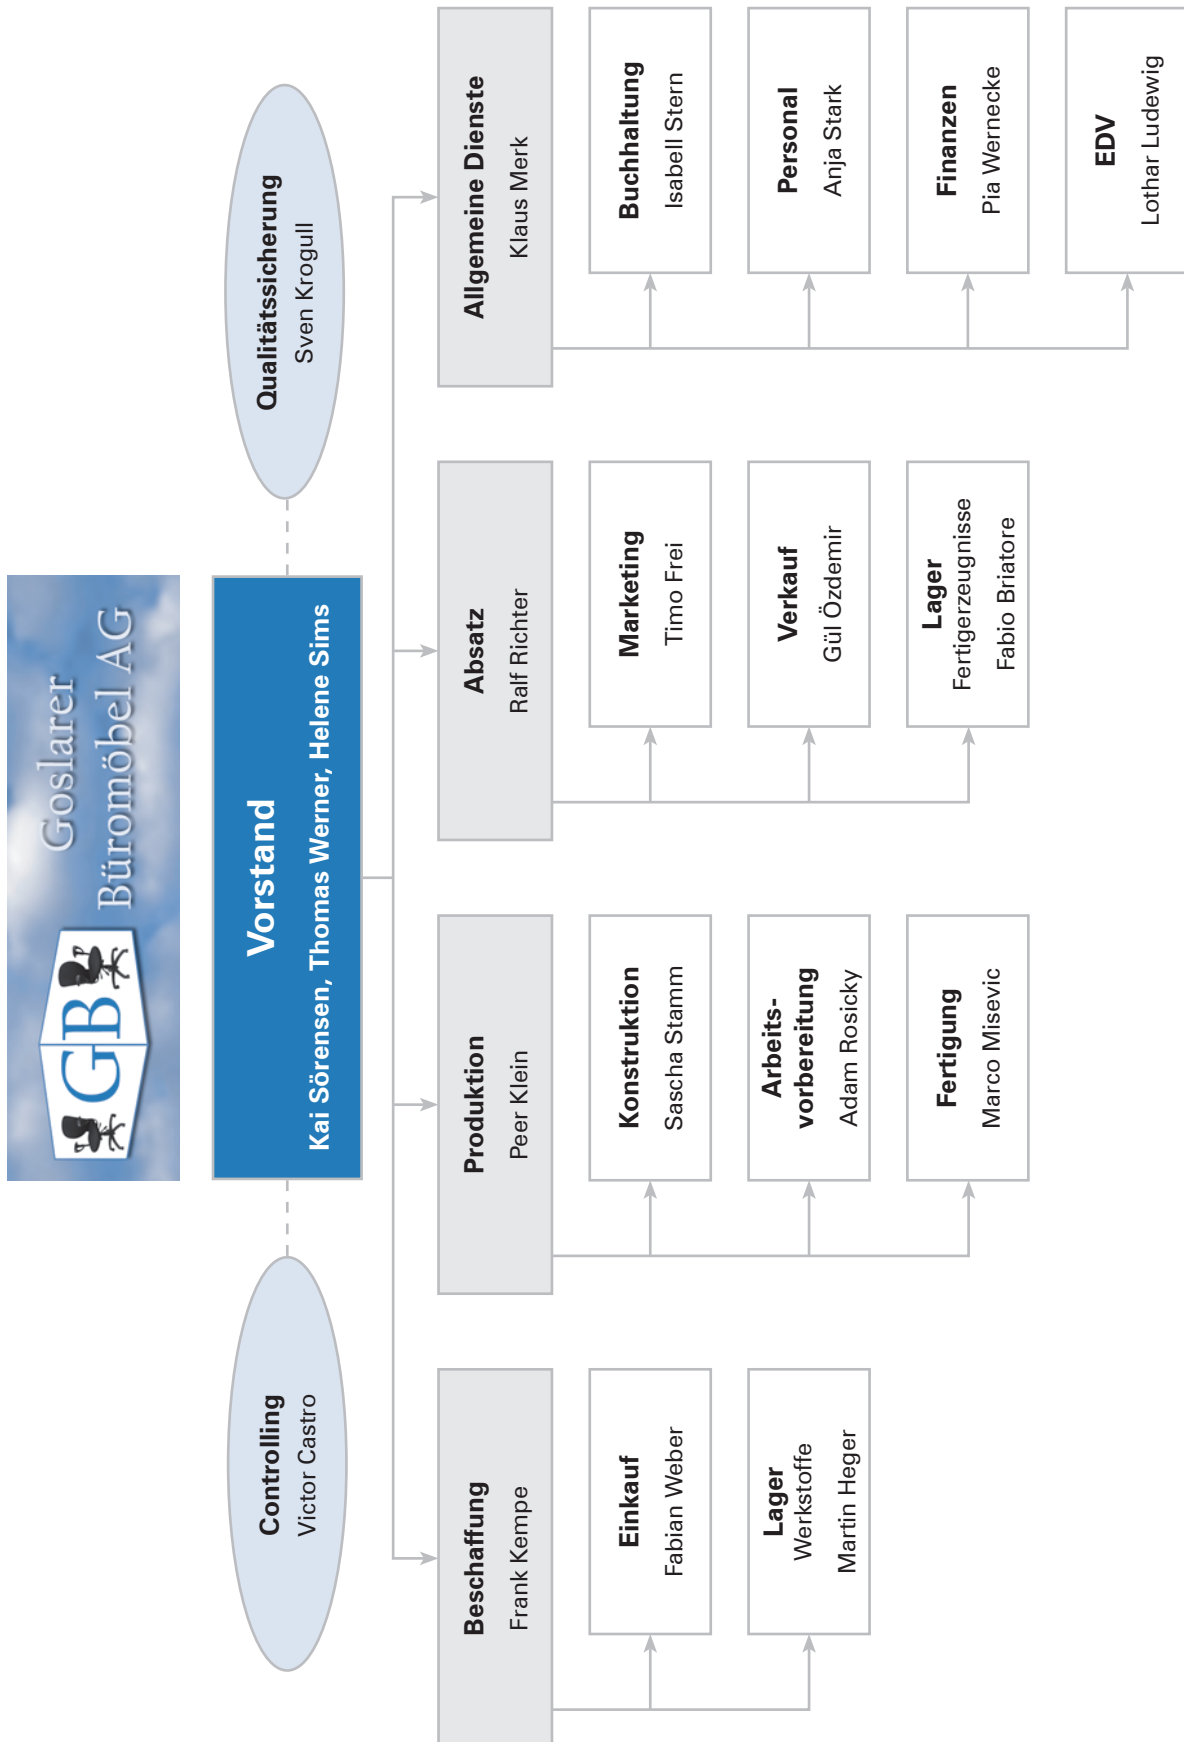 GB
Goslarer
Büromöbel AG
Controlling
Victor Castro
Vorstand
Kai Sörensen, Thomas Werner, Helene Sims
Qualitätssicherung
Sven Krogull
Beschaffung
Frank Kempe
Einkauf
Fabian Weber
Lager
Werkstoffe
Martin Heger
Produktion
Peer Klein
Konstruktion
Sascha Stamm
Arbeits-
vorbereitung
Adam Rosicky
Fertigung
Marco Misevic
Absatz
Ralf Richter
Marketing
Timo Frei
Verkauf
Gül Özdemir
Lager
Fertigerzeugnisse
Fabio Briatore
Allgemeine Dienste
Klaus Merk
Buchhaltung
Isabell Stern
Personal
Anja Stark
Finanzen
Pia Wernecke
EDV
Lothar Ludewig